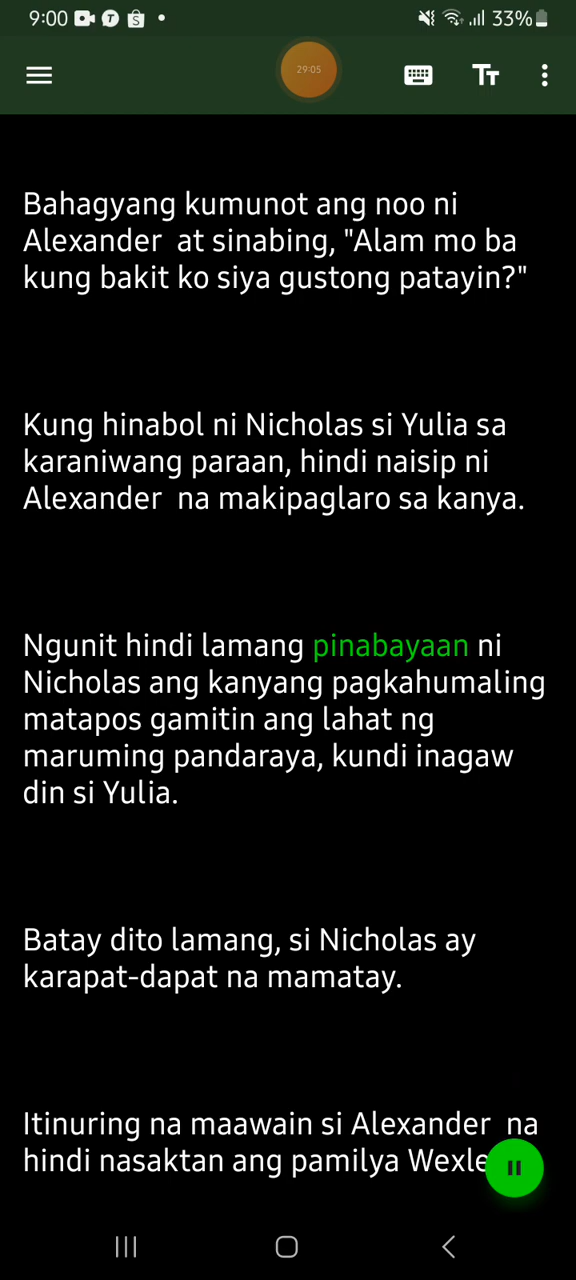 9:00
33%
29:05
Bahagyang kumunot ang noo ni
Alexander at sinabing, "Alam mo ba
kung bakit ko siya gustong patayin?"
Kung hinabol ni Nicholas si Yulia sa
karaniwang paraan, hindi naisip ni
Alexander na makipaglaro sa kanya.
Ngunit hindi lamang pinabayaan ni
Nicholas ang kanyang pagkahumaling
matapos gamitin ang lahat ng
maruming pandaraya, kundi inagaw
din si Yulia.
Batay dito lamang, si Nicholas ay
karapat-dapat na mamatay.
Itinuring na maawain si Alexander na
hindi nasaktan ang pamilya